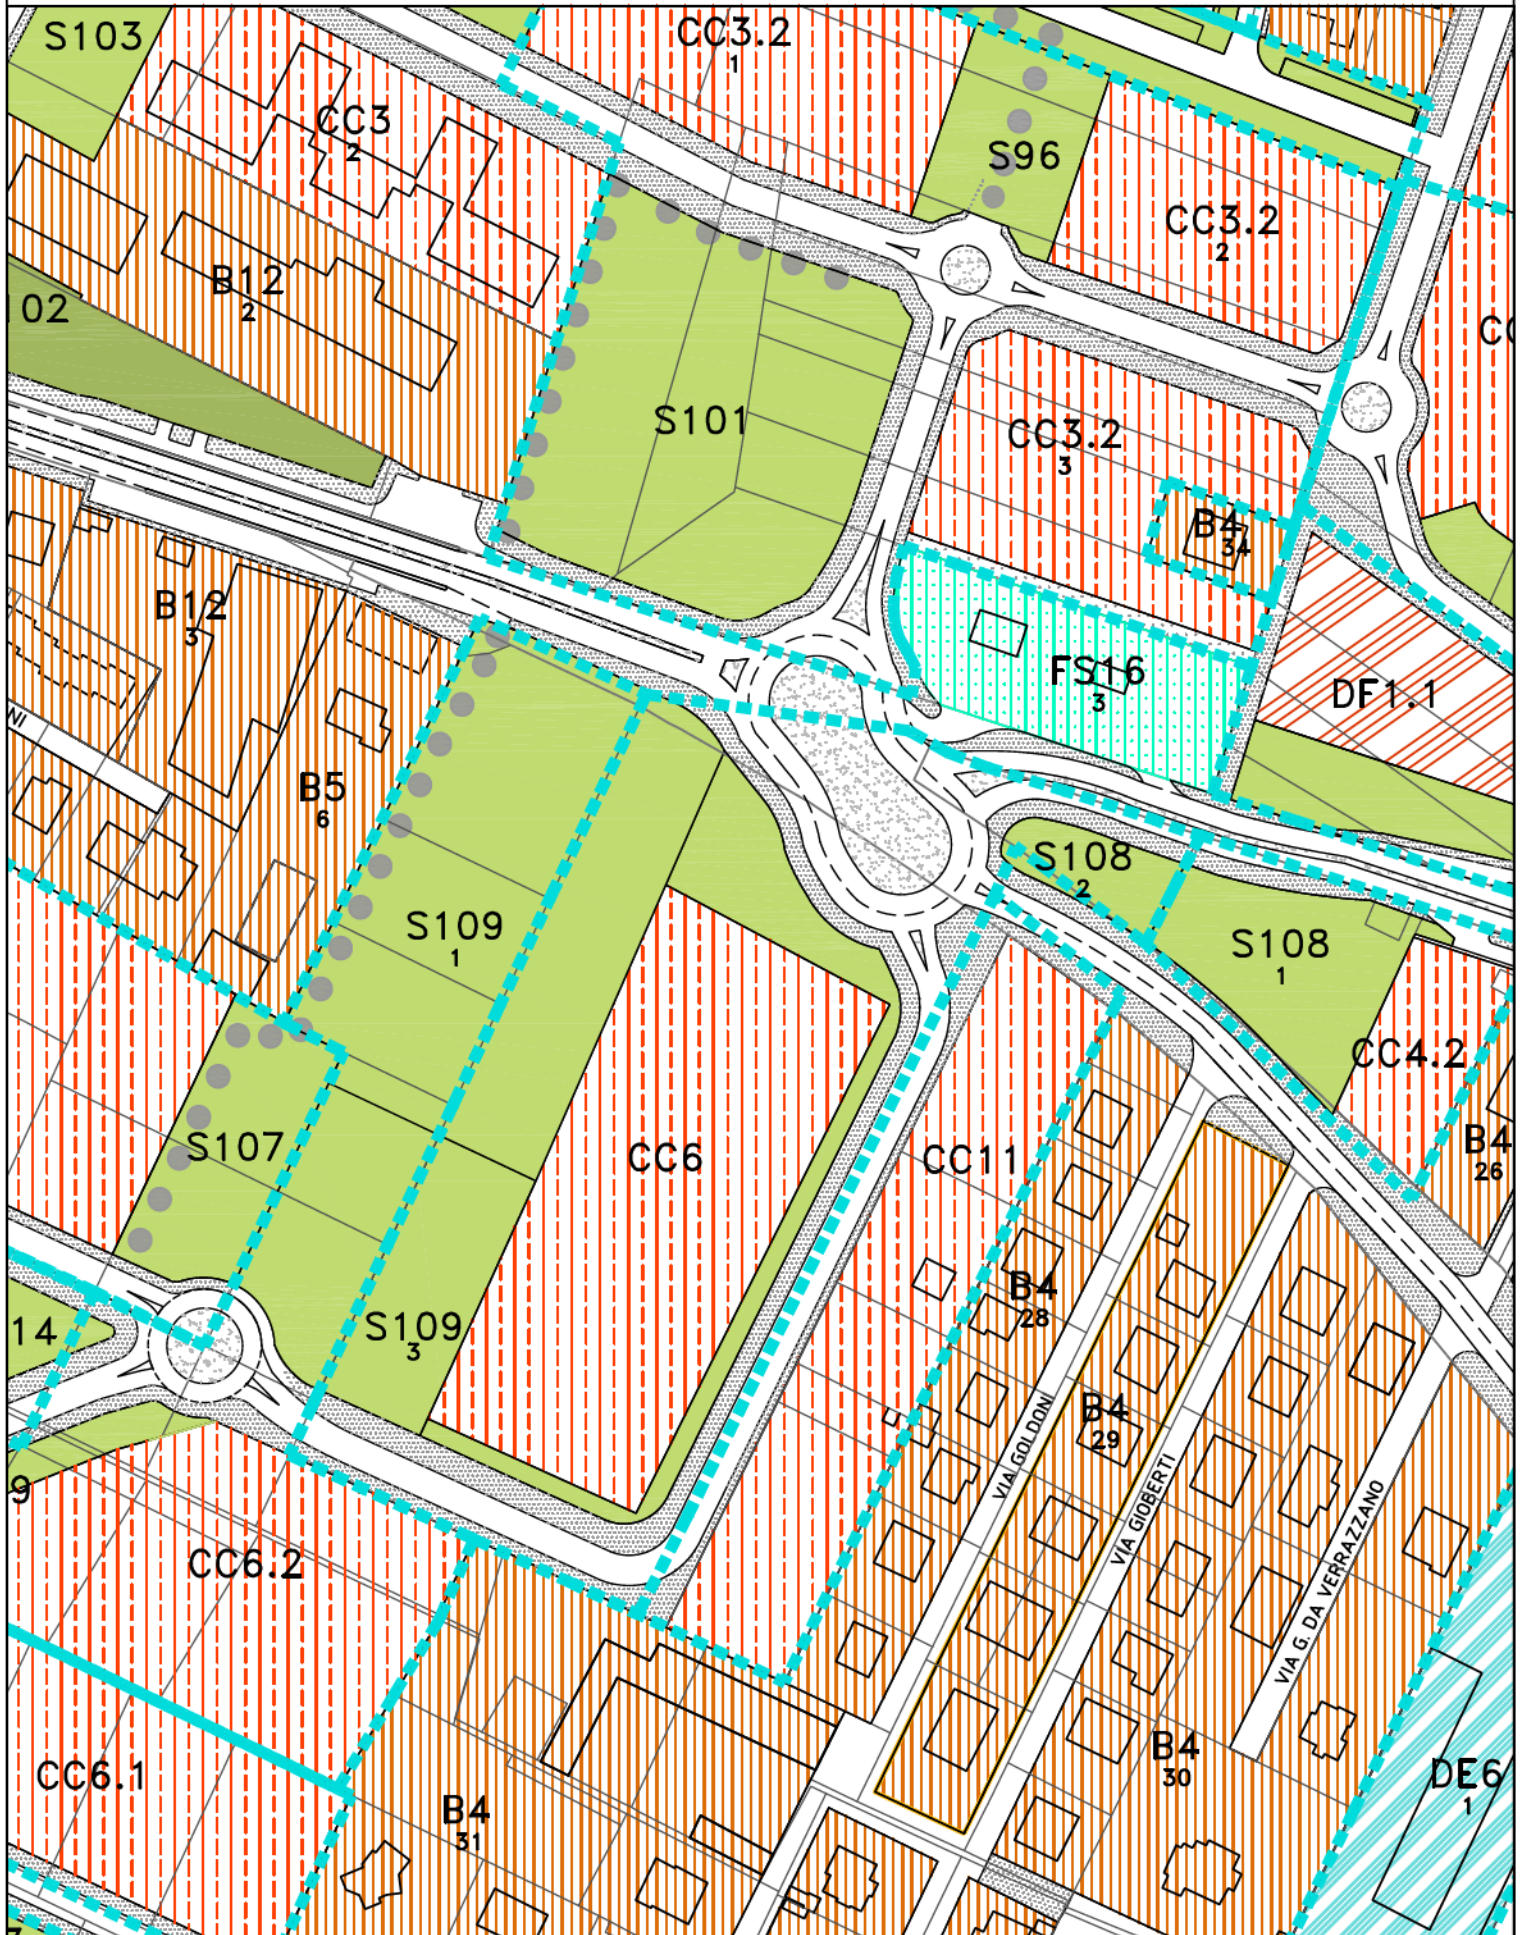 S103
CC3.2
1
CC3
2
S96
CC3.2
2
B12
2
102
S101
CC3.2
3
B4
34
B12
3
FS16
3
DF1.1
NI
B5
6
S108
2
S109
1
S108
1
CC4.2
S107
CC6
CC11
B4
26
B4
28
14
S109
3
VIA GOLDONI
B4
29
VIA GIOBERTI
VIA G. DA VERRAZZANO
9
CC6.2
CC6.1
B4
30
DE6
1
B4
31